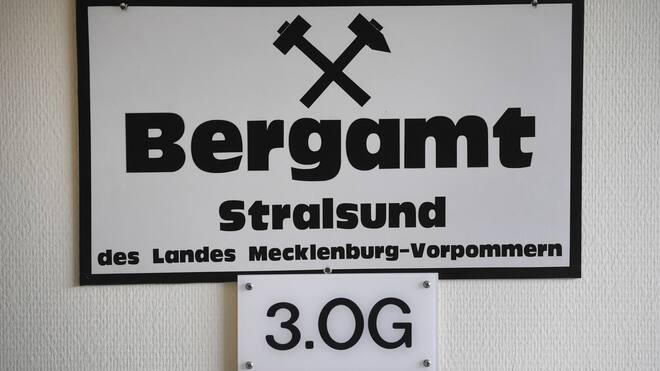 Bergamt
Stralsund
des Landes Mecklenburg-Vorpommern
3.OG